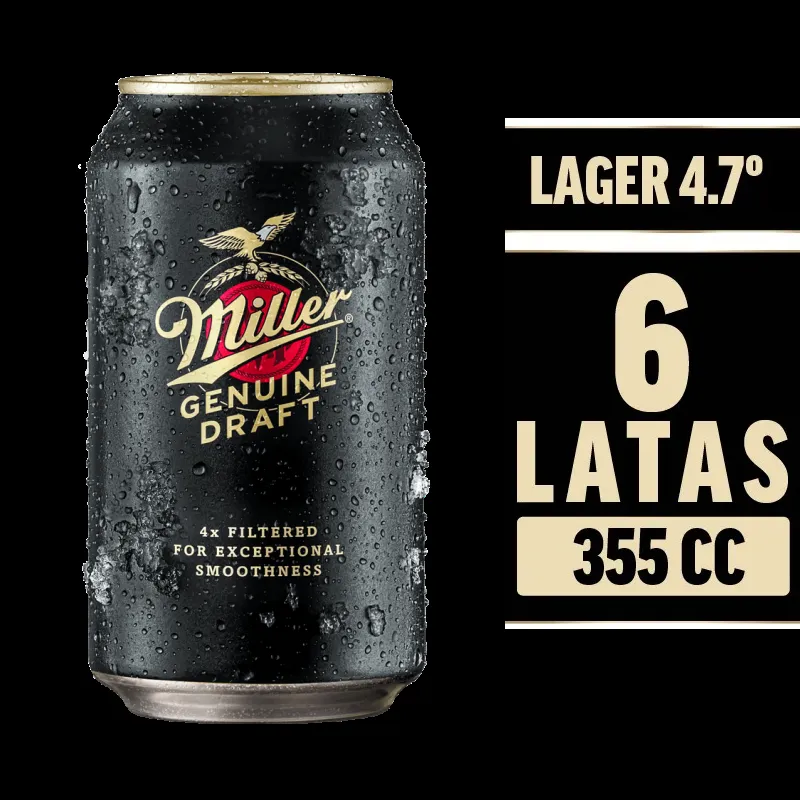 Miller®
GENUINE
DRAFT
4x FILTERED
FOR EXCEPTIONAL
SMOOTHNESS
LAGER 4.7º
6
LATAS
355 CC